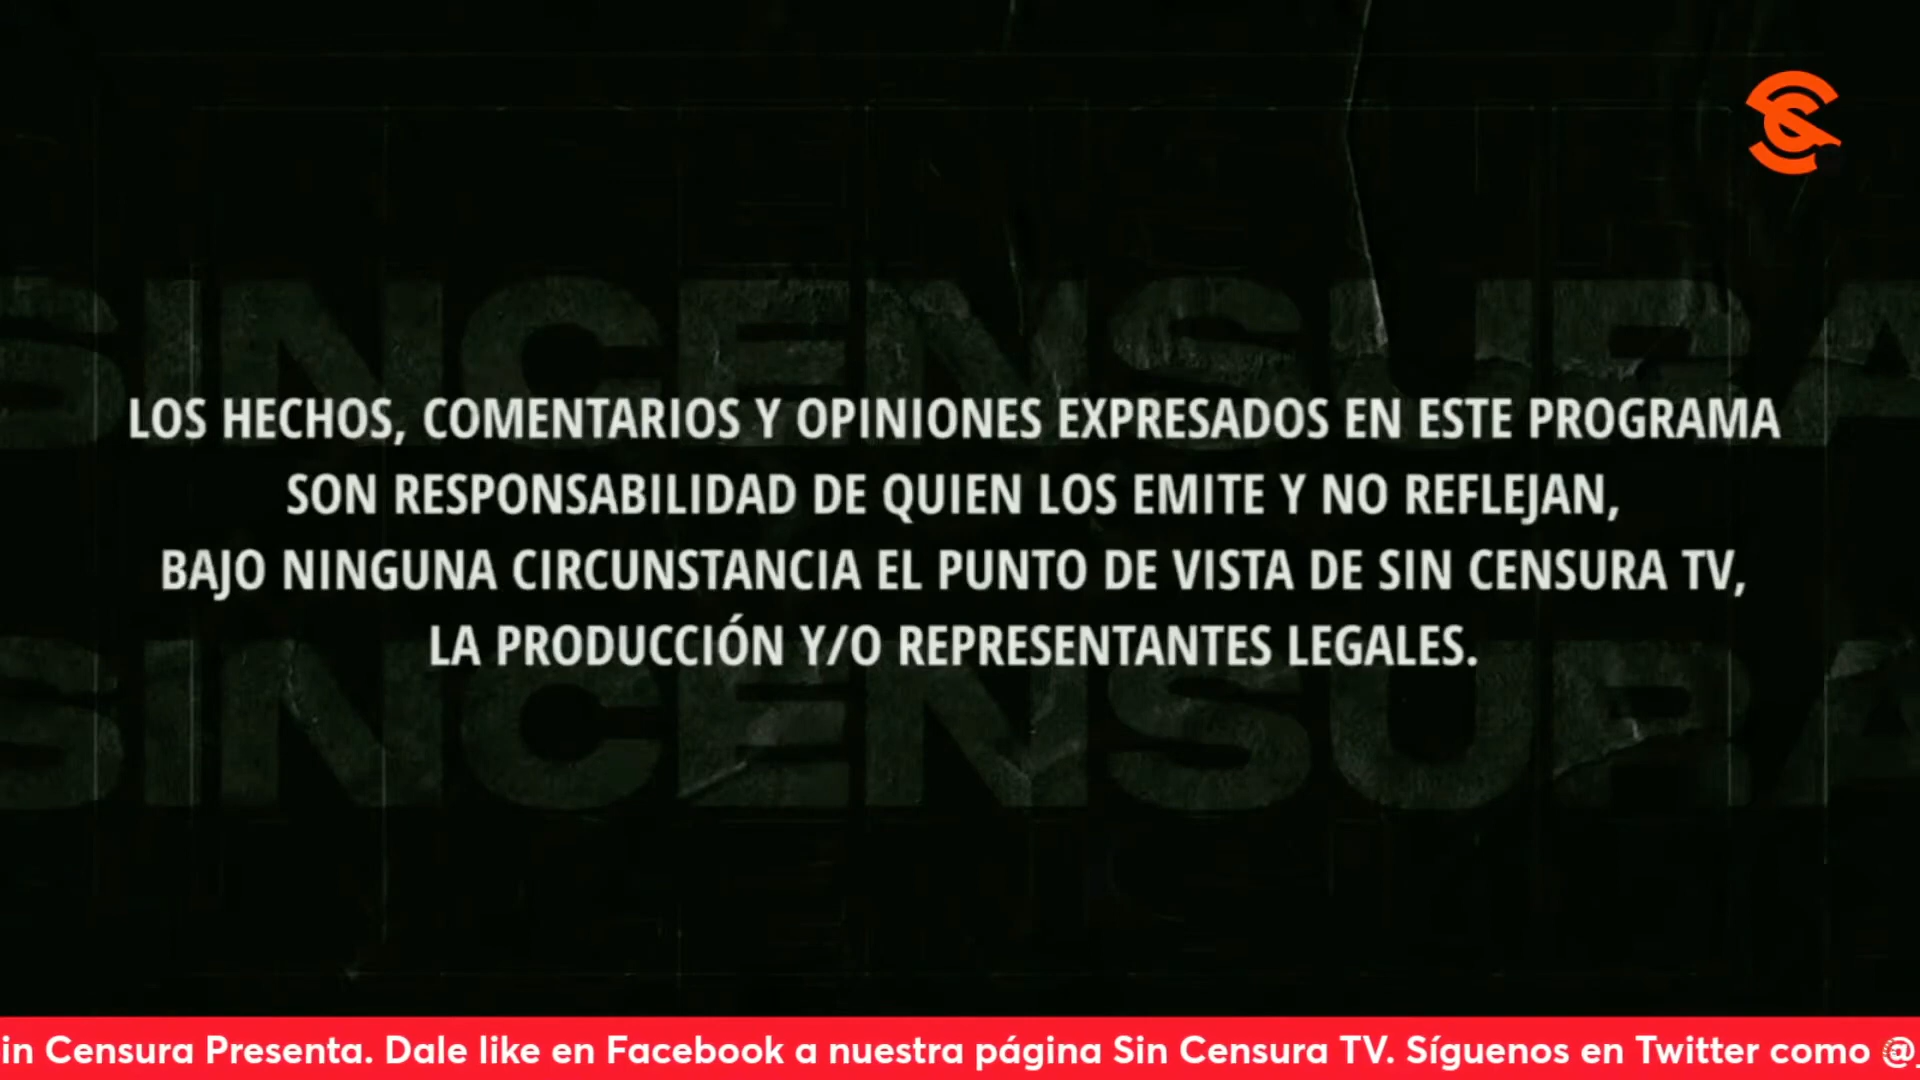 SINCENSURA
LOS HECHOS, COMENTARIOS Y OPINIONES EXPRESADOS EN ESTE PROGRAMA
SON RESPONSABILIDAD DE QUIEN LOS EMITE Y NO REFLEJAN,
BAJO NINGUNA CIRCUNSTANCIA EL PUNTO DE VISTA DE SIN CENSURA TV,
LA PRODUCCIÓN Y/O REPRESENTANTES LEGALES.
SINCENSURA
in Censura Presenta. Dale like en Facebook a nuestra página Sin Censura TV. Síguenos en Twitter como @